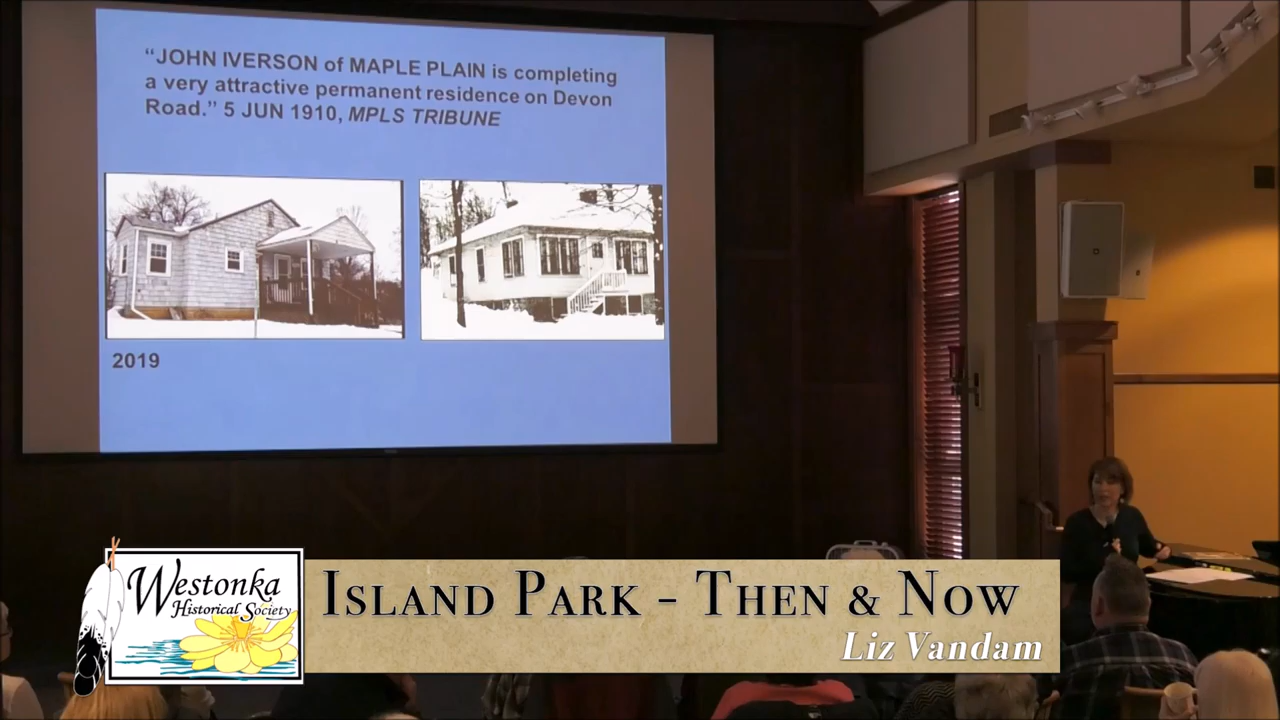 “JOHN IVERSON of MAPLE PLAIN is completing
a very attractive permanent residence on Devon
Road.” 5 JUN 1910, MPLS TRIBUNE
2019
Westonka
Historical Society
ISLAND PARK – THEN & NOW
Liz Vandam